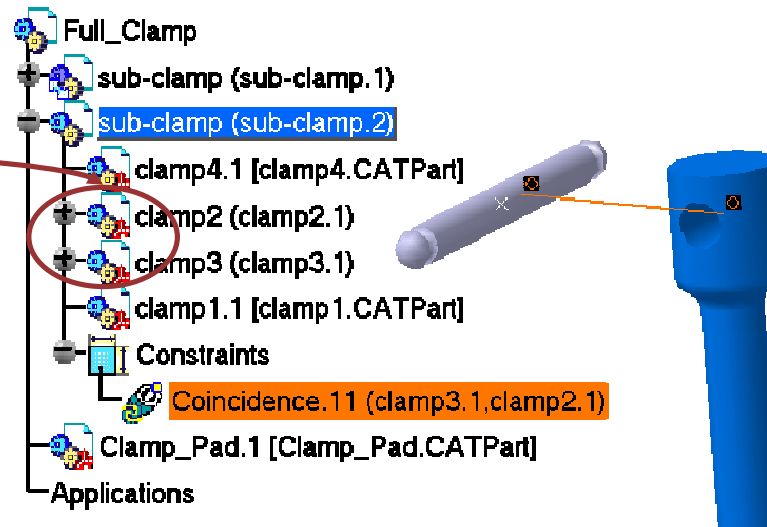 Full_Clamp
sub-clamp (sub-clamp.1)
sub-clamp (sub-clamp.2)
clamp4.1 [clamp4.CATPart]
clamp2 (clamp2.1)
clamp3 (clamp3.1)
clamp1.1 [clamp1.CATPart]
Constraints
Coincidence.11 (clamp3.1,clamp2.1)
Clamp_Pad.1 [Clamp_Pad.CATPart]
Applications